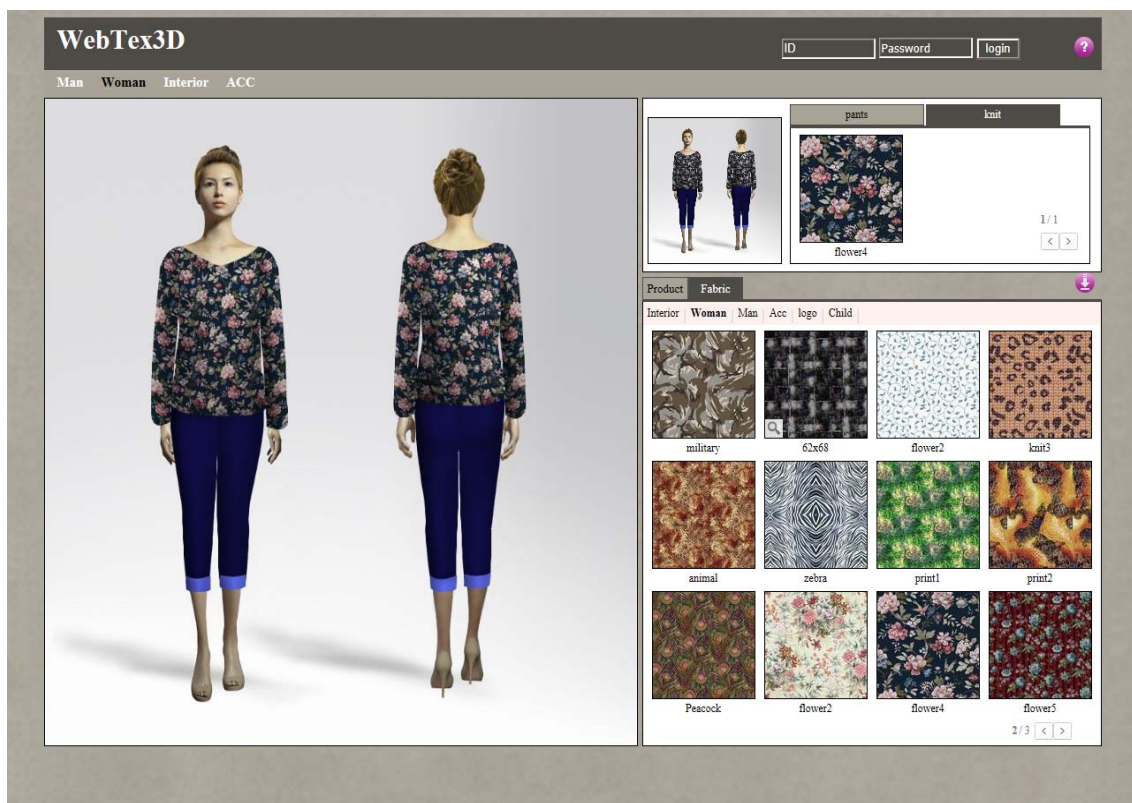 WebTex3D
ID Password login ?
Man Woman Interior ACC
pants knit
1 / 1
< >
flower4
Product Fabric
Interior Woman Man Acc logo Child
military 62x68 flower2 knit3
animal zebra print1 print2
Peacock flower2 flower4 flower5
2 / 3 < >